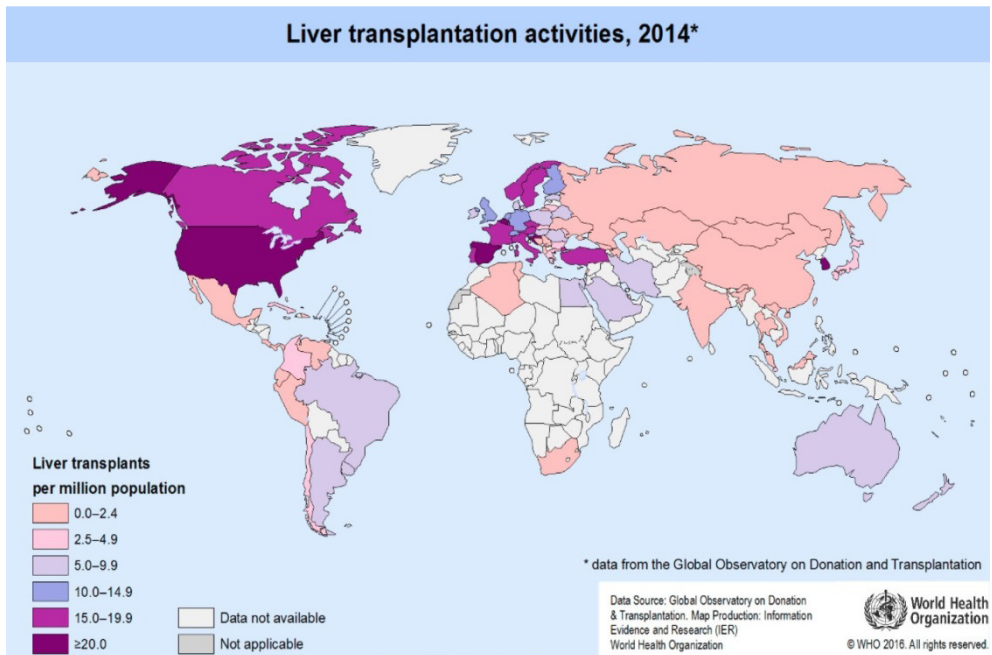 Liver transplantation activities, 2014*
Liver transplants
per million population
0.0–2.4
2.5–4.9
5.0–9.9
10.0–14.9
15.0–19.9
≥20.0
Data not available
Not applicable
* data from the Global Observatory on Donation and Transplantation
Data Source: Global Observatory on Donation
& Transplantation. Map Production: Information
Evidence and Research (IER)
World Health Organization
World Health
Organization
© WHO 2016. All rights reserved.